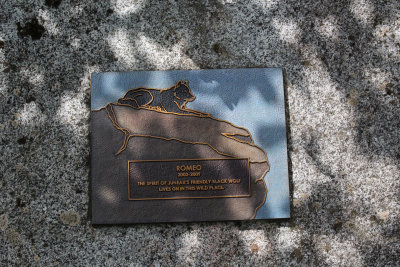 ROMEO
2003-2009
THE SPIRIT OF JUNEAU'S FRIENDLY BLACK WOLF
LIVES ON IN THIS WILD PLACE.